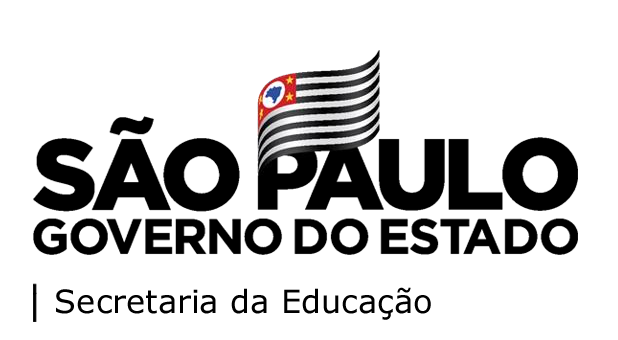 SÃO PAULO
GOVERNO DO ESTADO
| Secretaria da Educação